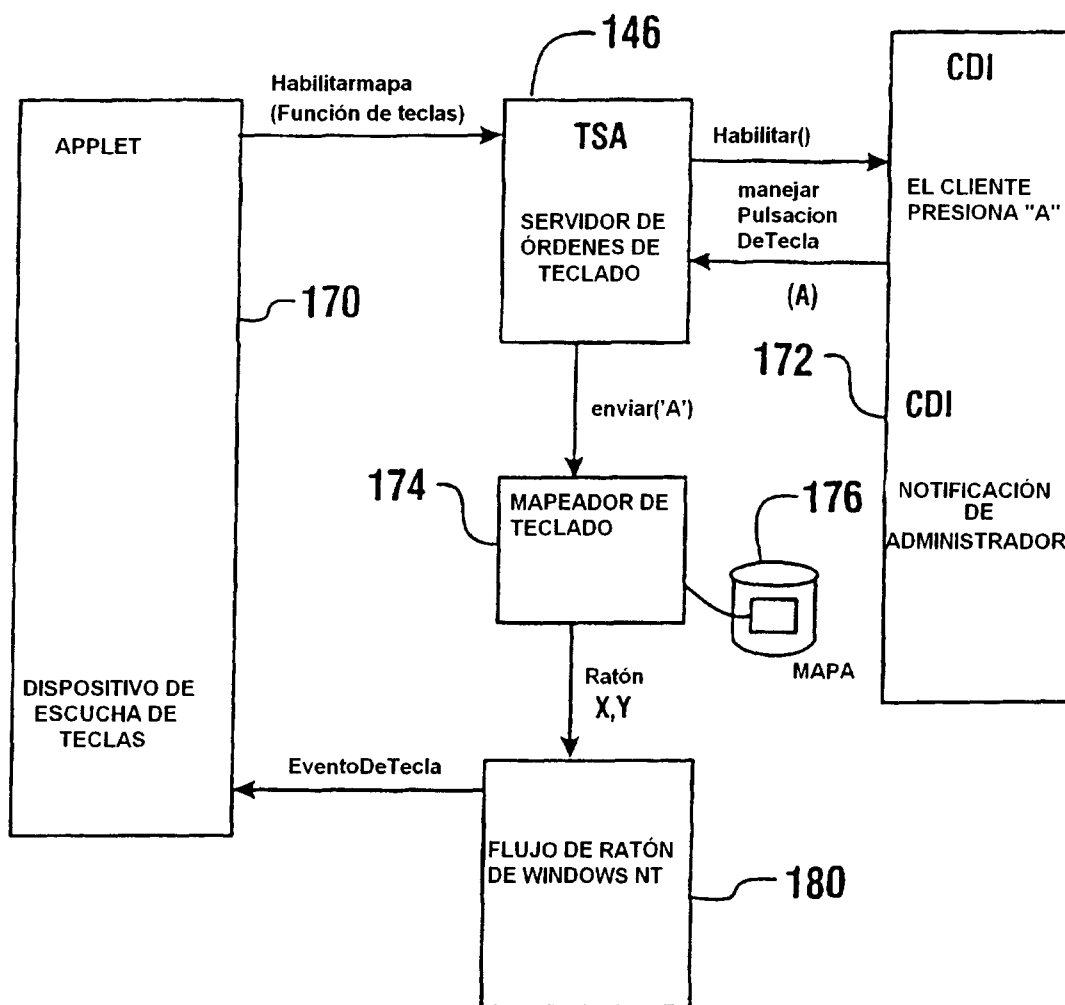 146
CDI
Habilitarmapa
(Función de teclas)
APPLET
TSA
Habilitar()
EL CLIENTE
PRESIONA "A"
manejar
Pulsacion
DeTecla
SERVIDOR DE
ÓRDENES DE
TECLADO
(A)
170
172
CDI
enviar('A')
174
MAPEADOR DE
TECLADO
176
NOTIFICACIÓN
DE
ADMINISTRADOR
MAPA
Ratón
X,Y
DISPOSITIVO DE
ESCUCHA DE
TECLAS
EventoDeTecla
FLUJO DE RATÓN
DE WINDOWS NT
180